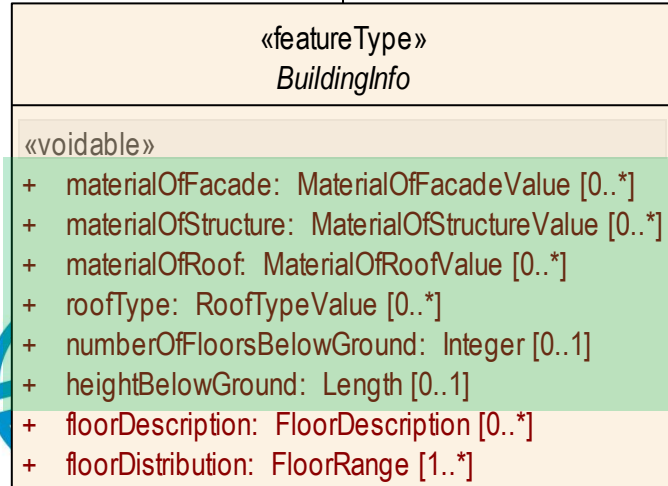 «featureType»
BuildingInfo
«voidable»
+ materialOfFacade: MaterialOfFacadeValue [0..*]
+ materialOfStructure: MaterialOfStructureValue [0..*]
+ materialOfRoof: MaterialOfRoofValue [0..*]
+ roofType: RoofTypeValue [0..*]
+ numberOfFloorsBelowGround: Integer [0..1]
+ heightBelowGround: Length [0..1]
+ floorDescription: FloorDescription [0..*]
+ floorDistribution: FloorRange [1..*]